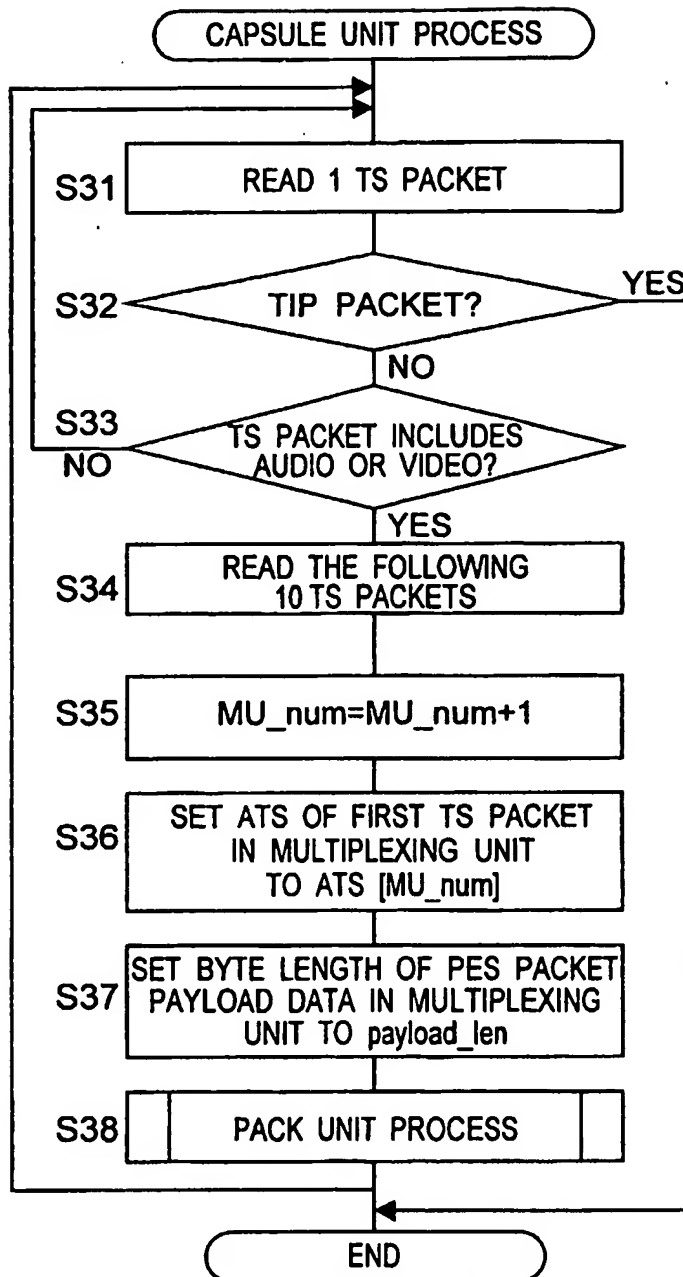 CAPSULE UNIT PROCESS
S31
READ 1 TS PACKET
S32
TIP PACKET?
YES
NO
S33
TS PACKET INCLUDES
AUDIO OR VIDEO?
NO
YES
S34
READ THE FOLLOWING
10 TS PACKETS
S35
MU_num=MU_num+1
S36
SET ATS OF FIRST TS PACKET
IN MULTIPLEXING UNIT
TO ATS [MU_num]
S37
SET BYTE LENGTH OF PES PACKET
PAYLOAD DATA IN MULTIPLEXING
UNIT TO payload_len
S38
PACK UNIT PROCESS
END